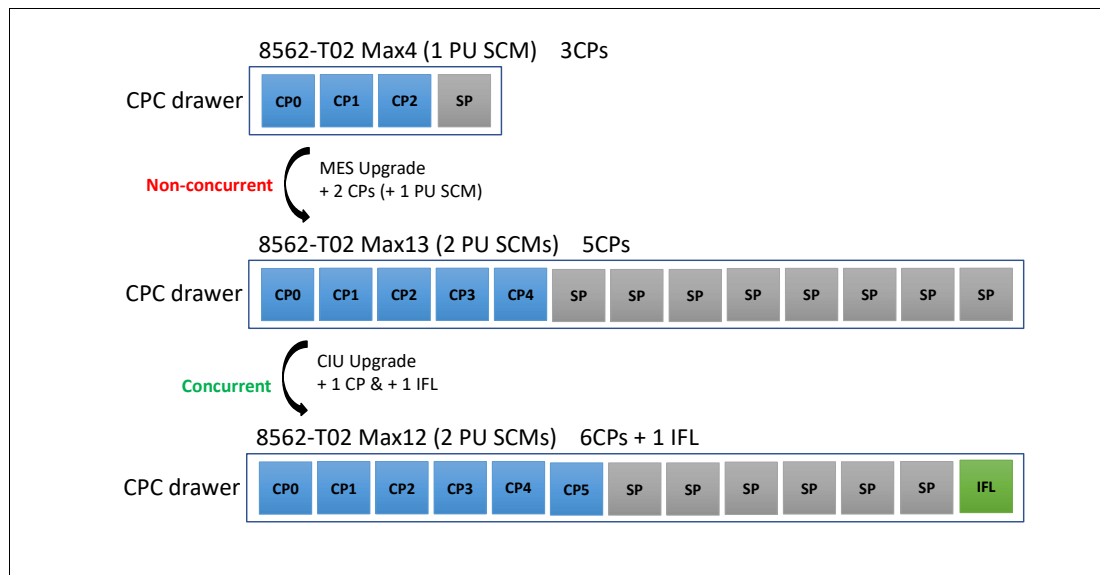 8562-T02 Max4 (1 PU SCM) 3CPs
CPC drawer CP0 CP1 CP2 SP
Non-concurrent
MES Upgrade
+ 2 CPs (+ 1 PU SCM)
8562-T02 Max13 (2 PU SCMs) 5CPs
CPC drawer CP0 CP1 CP2 CP3 CP4 SP SP SP SP SP SP SP SP
Concurrent
CIU Upgrade
+ 1 CP & + 1 IFL
8562-T02 Max12 (2 PU SCMs) 6CPs + 1 IFL
CPC drawer CP0 CP1 CP2 CP3 CP4 CP5 SP SP SP SP SP SP IFL